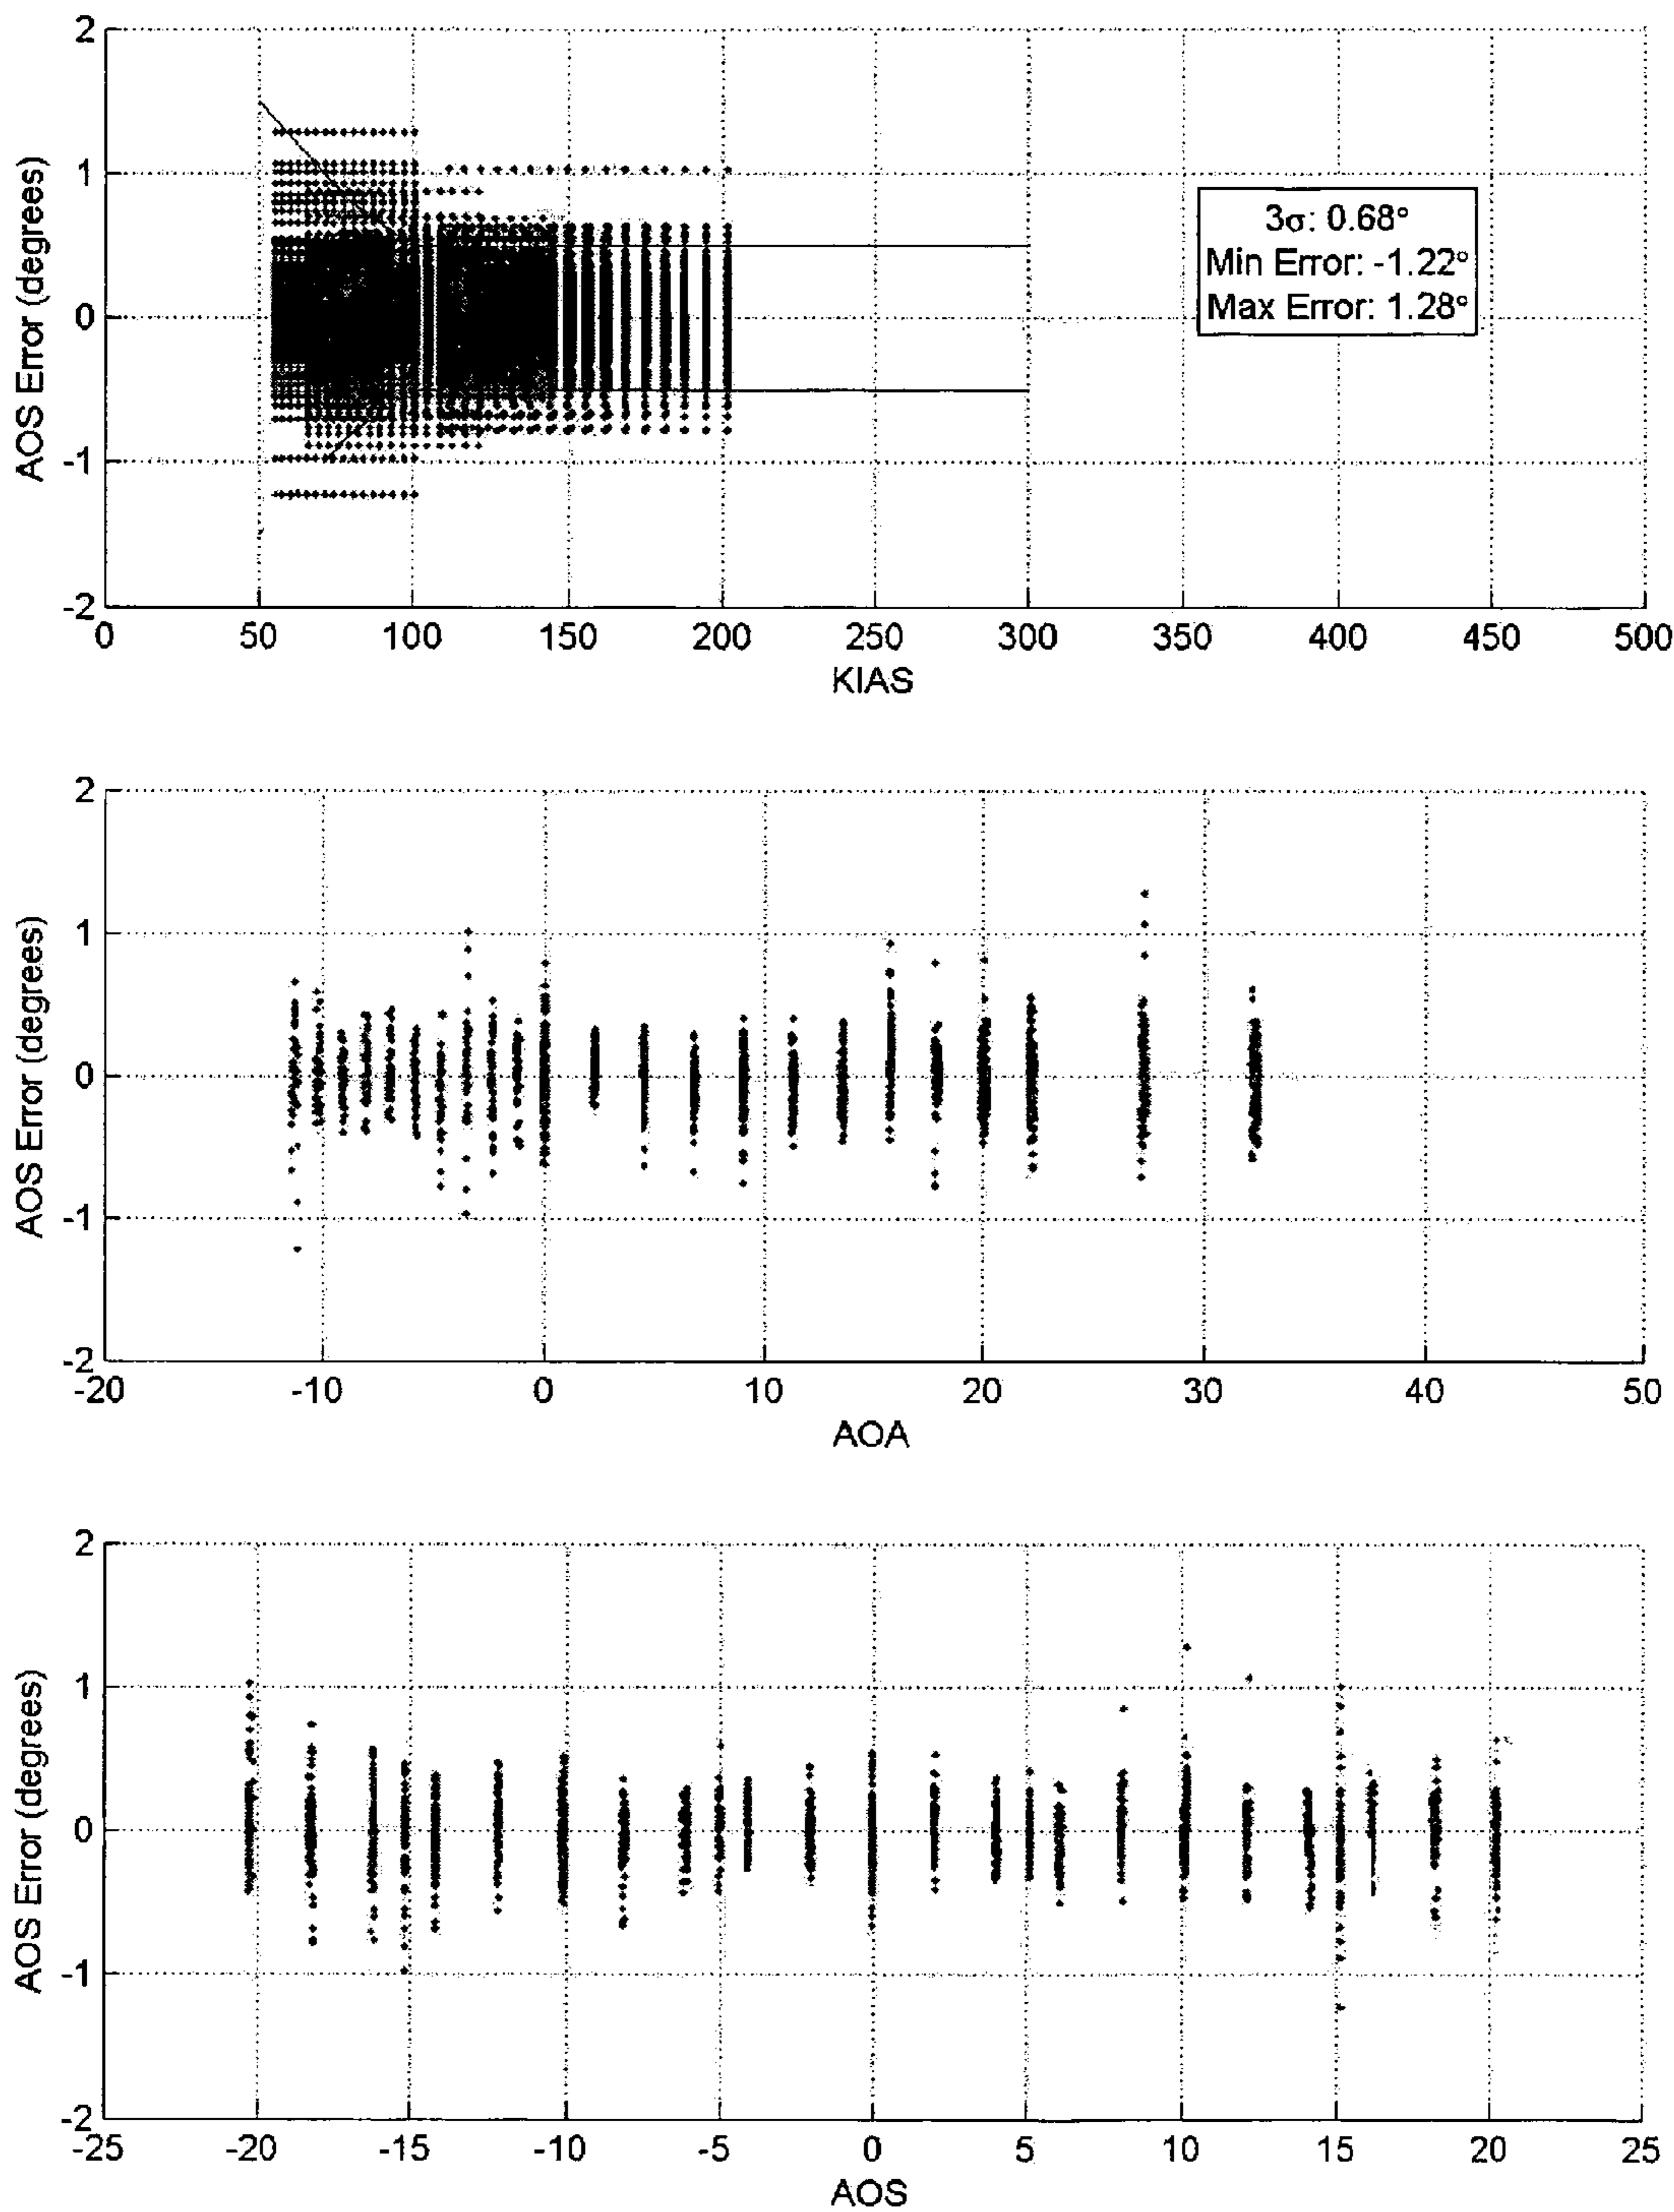 2
1
0
-1
-2
AOS Error (degrees)
3σ: 0.68°
Min Error: -1.22°
Max Error: 1.28°
0 50 100 150 200 250 300 350 400 450 500
KIAS
2
1
0
-1
-2
AOS Error (degrees)
-20 -10 0 10 20 30 40 50
AOA
2
1
0
-1
-2
AOS Error (degrees)
-25 -20 -15 -10 -5 0 5 10 15 20 25
AOS